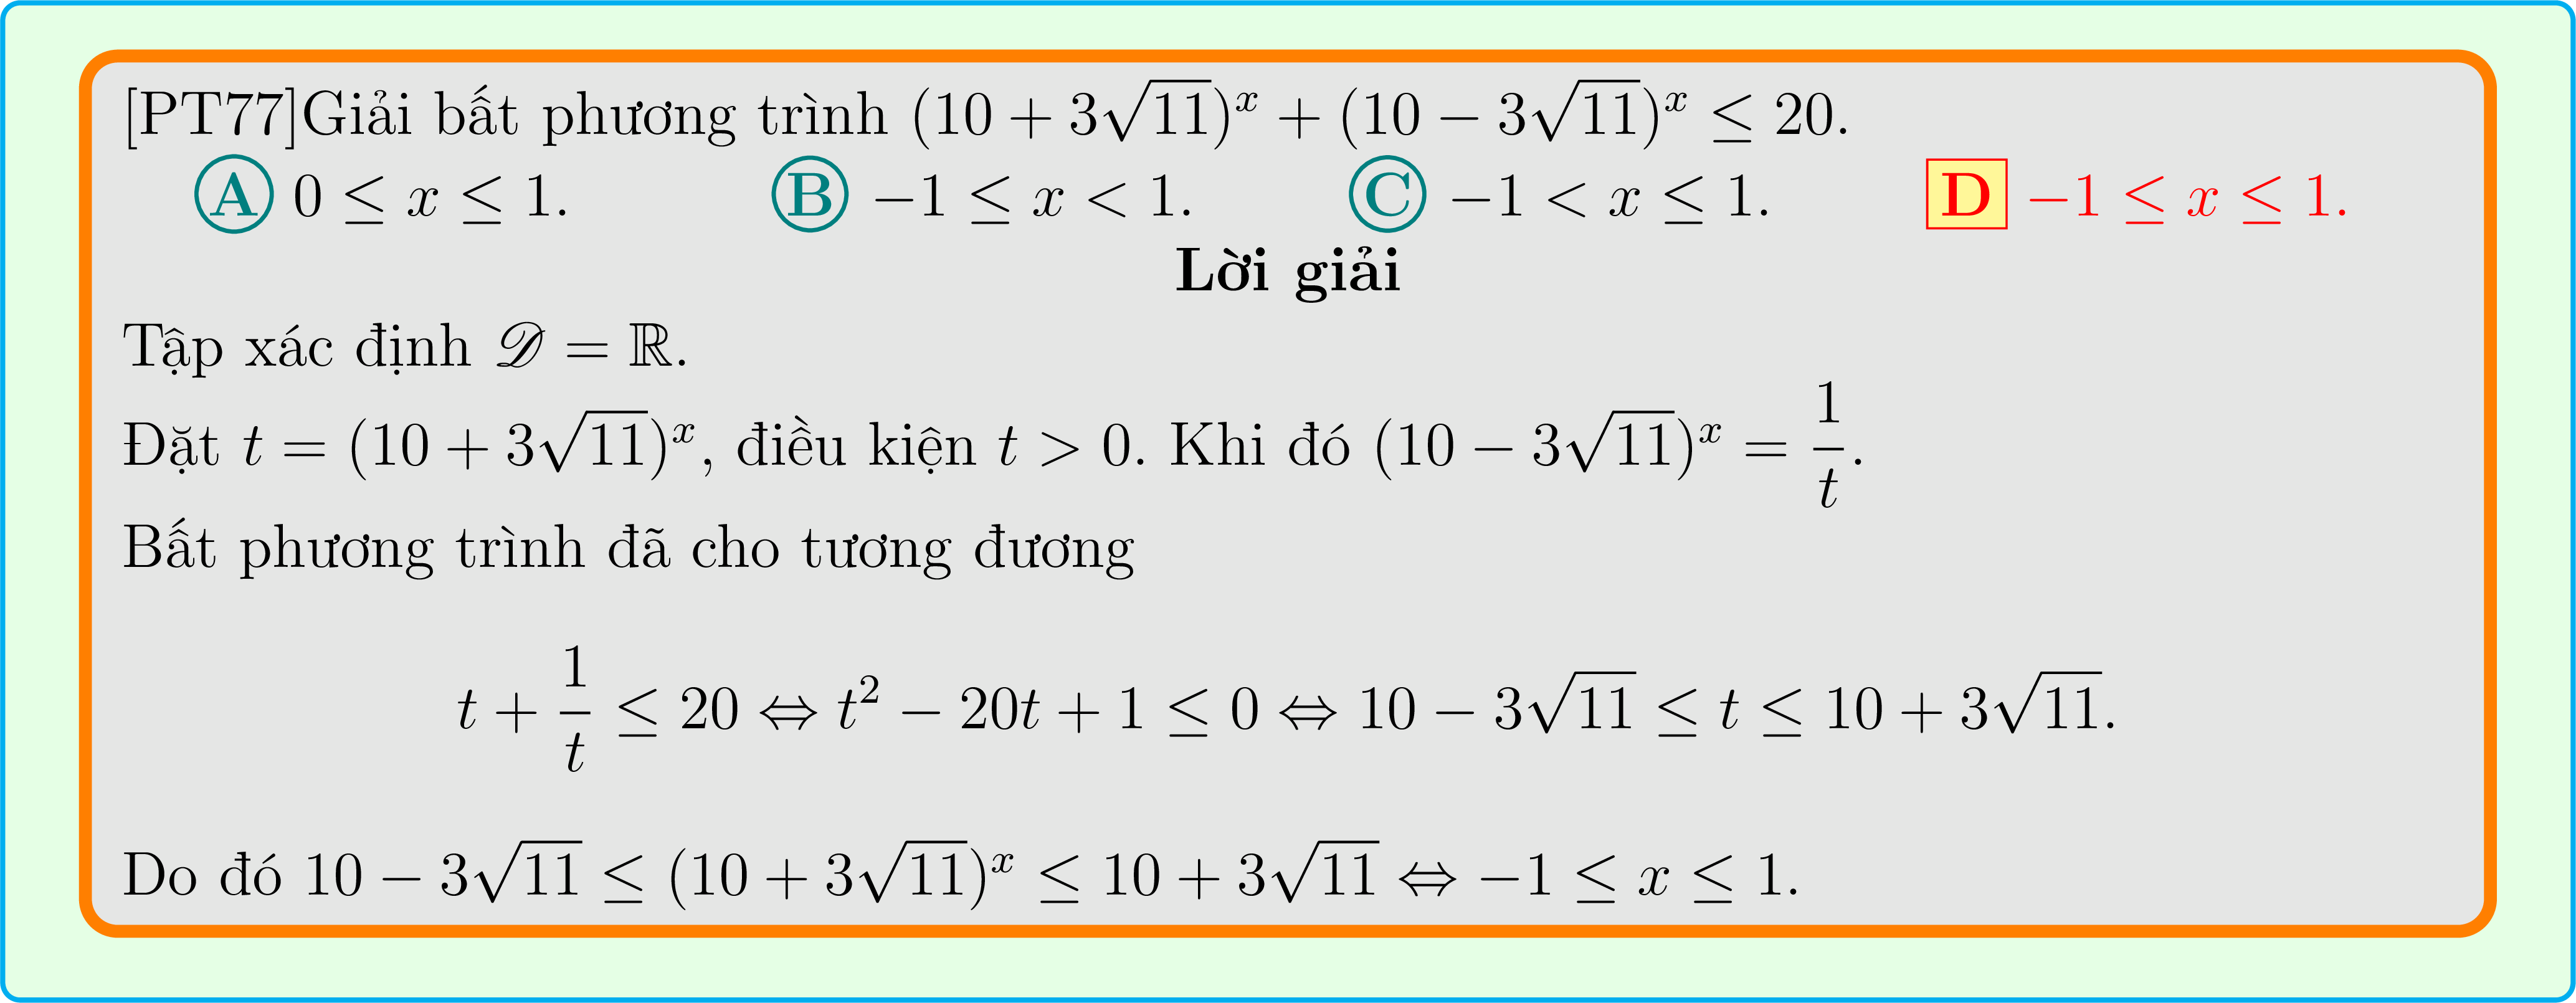 [PT77]Giải bất phương trình $(10 + 3\sqrt{11})^x + (10 - 3\sqrt{11})^x \leq 20$.
A $0 \leq x \leq 1$. B $-1 \leq x < 1$. C $-1 < x \leq 1$. D $-1 \leq x \leq 1$.
Lời giải
Tập xác định $\mathscr{D} = \mathbb{R}$.
Đặt $t = (10 + 3\sqrt{11})^x$, điều kiện $t > 0$. Khi đó $(10 - 3\sqrt{11})^x = \dfrac{1}{t}$.
Bất phương trình đã cho tương đương
$t + \dfrac{1}{t} \leq 20 \Leftrightarrow t^2 - 20t + 1 \leq 0 \Leftrightarrow 10 - 3\sqrt{11} \leq t \leq 10 + 3\sqrt{11}$.
Do đó $10 - 3\sqrt{11} \leq (10 + 3\sqrt{11})^x \leq 10 + 3\sqrt{11} \Leftrightarrow -1 \leq x \leq 1$.